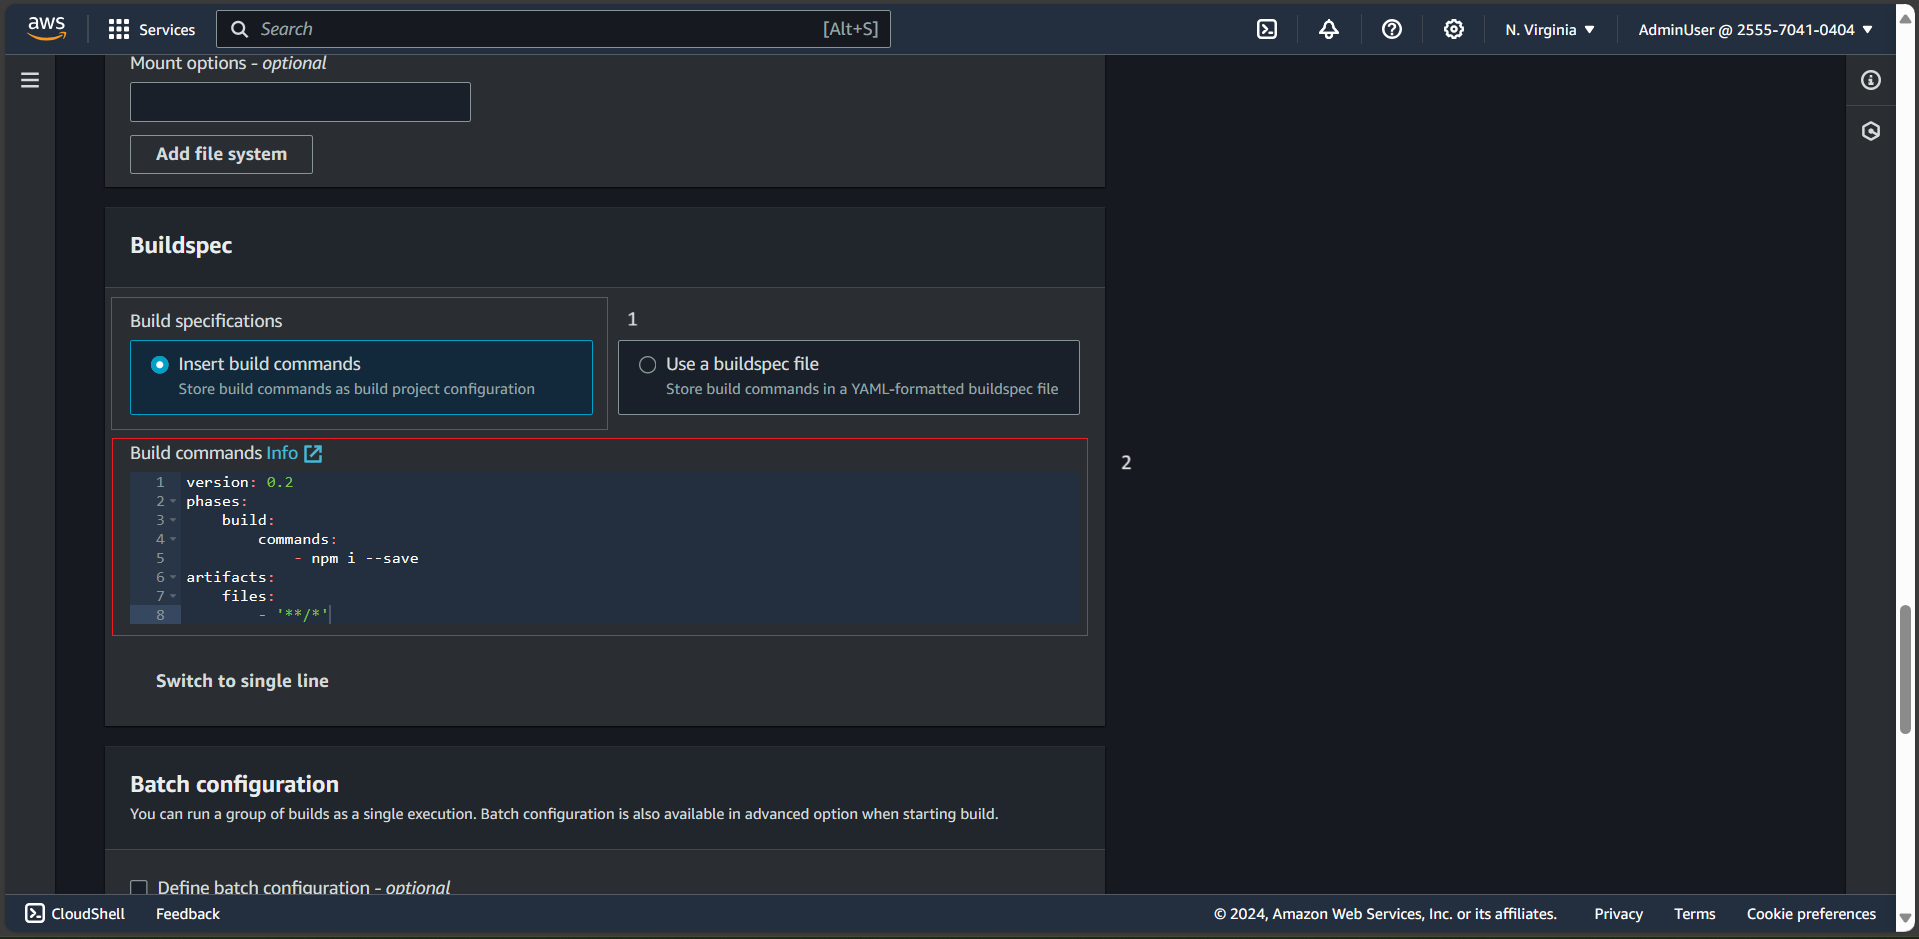 aws
Services
Search [Alt+S]
N. Virginia
AdminUser @ 2555-7041-0404
Mount options - optional
Add file system
Buildspec
Build specifications
1
Insert build commands
Store build commands as build project configuration
Use a buildspec file
Store build commands in a YAML-formatted buildspec file
Build commands Info
2
1 version: 0.2
2 phases:
3     build:
4         commands:
5             - npm i --save
6 artifacts:
7     files:
8         - '**/*'
Switch to single line
Batch configuration
You can run a group of builds as a single execution. Batch configuration is also available in advanced option when starting build.
Define batch configuration - optional
CloudShell
Feedback
© 2024, Amazon Web Services, Inc. or its affiliates.
Privacy
Terms
Cookie preferences